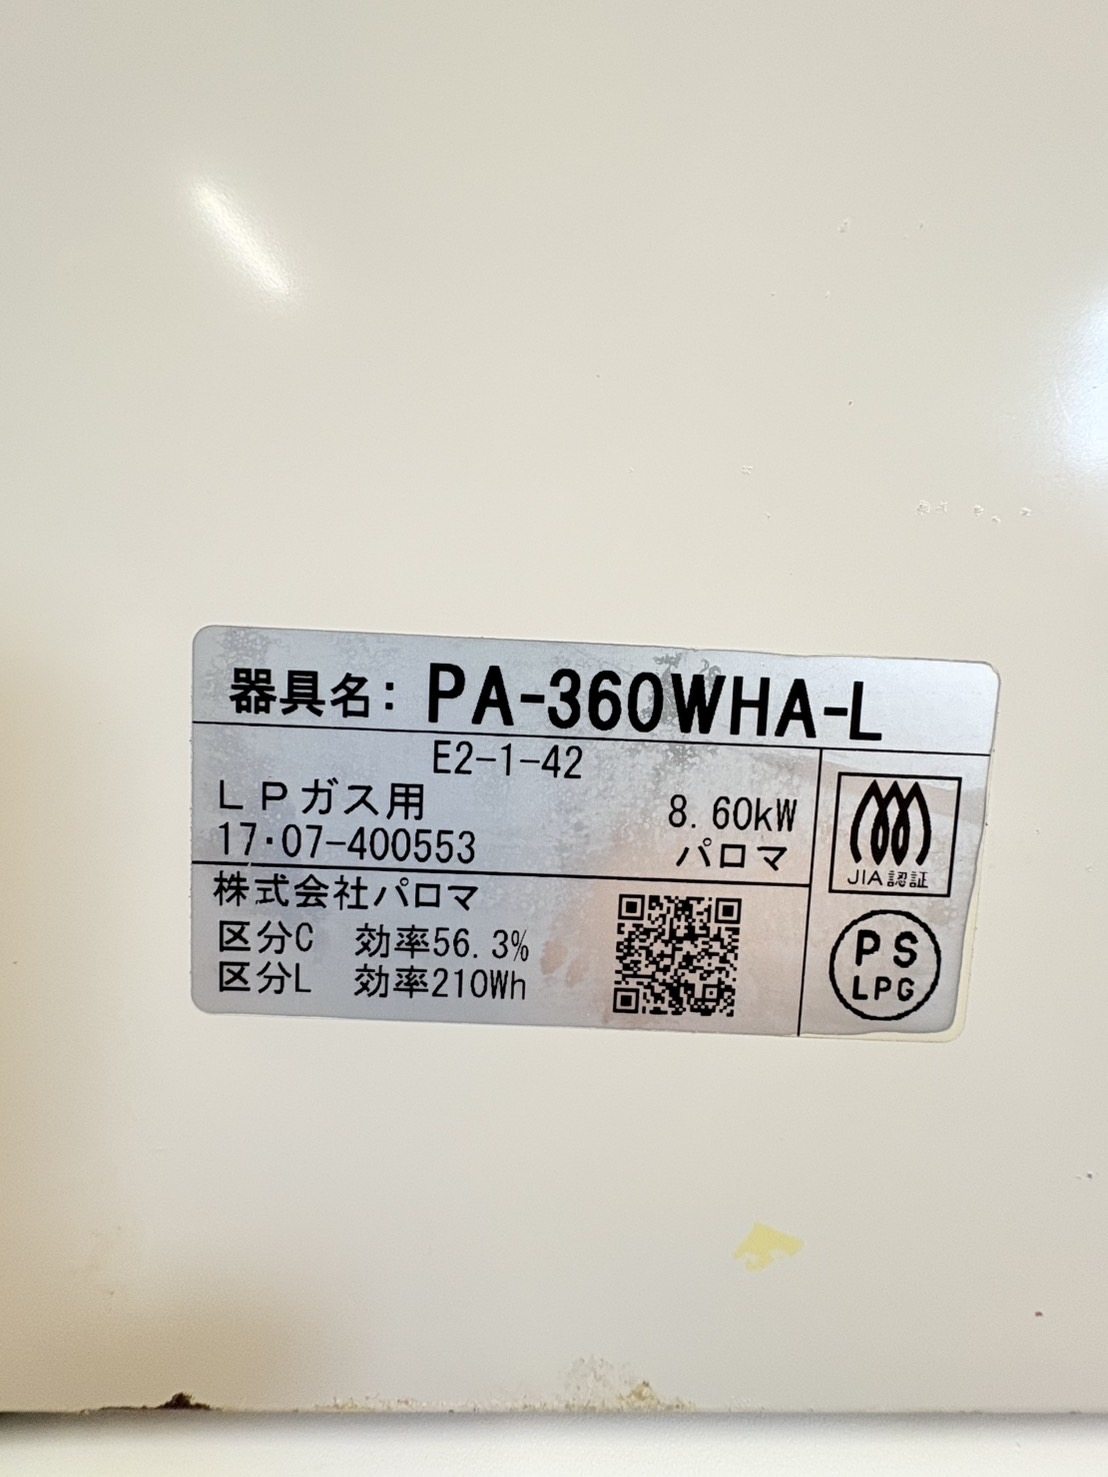 器具名：PA-360WHA-L
E2-1-42
LPガス用
8.60kW
17･07-400553
パロマ
JIA認証
株式会社パロマ
区分C 効率56.3%
区分L 効率210Wh
PS
LPG